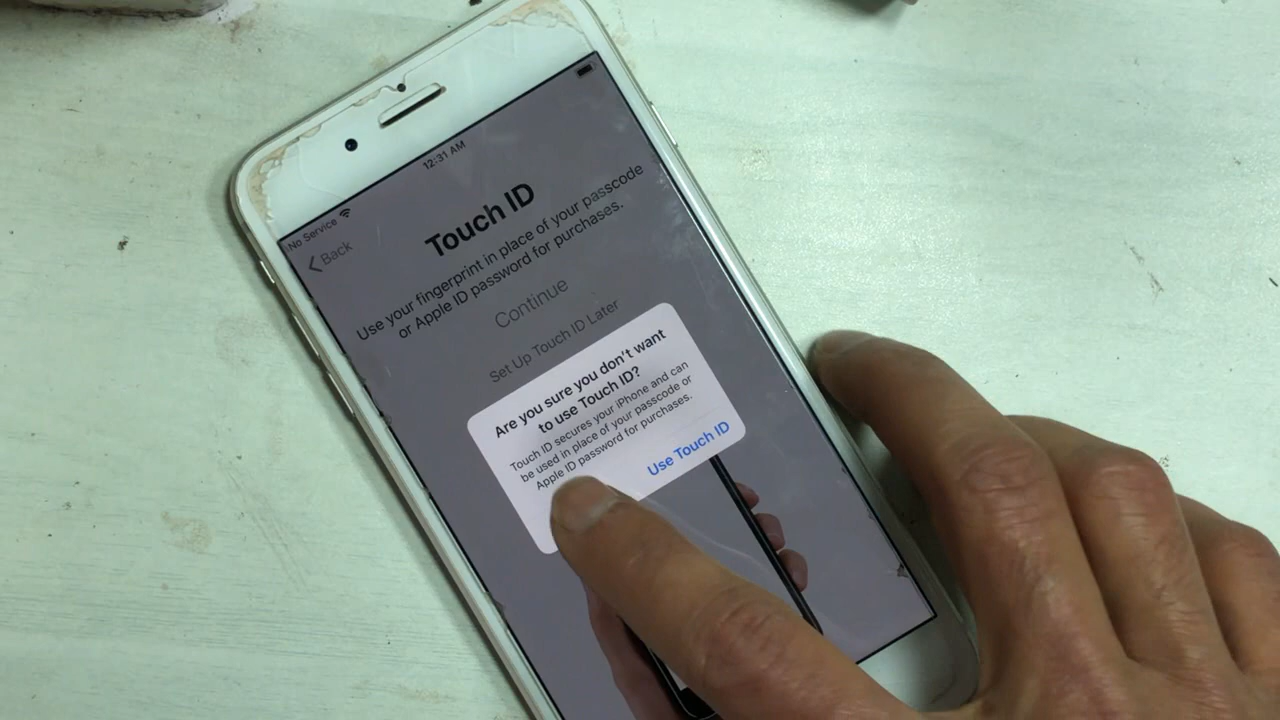 No Service
12:31 AM
Back
Touch ID
Use your fingerprint in place of your passcode
or Apple ID password for purchases.
Continue
Set Up Touch ID Later
Are you sure you don't want
to use Touch ID?
Touch ID secures your iPhone and can
be used in place of your passcode or
Apple ID password for purchases.
Use Touch ID